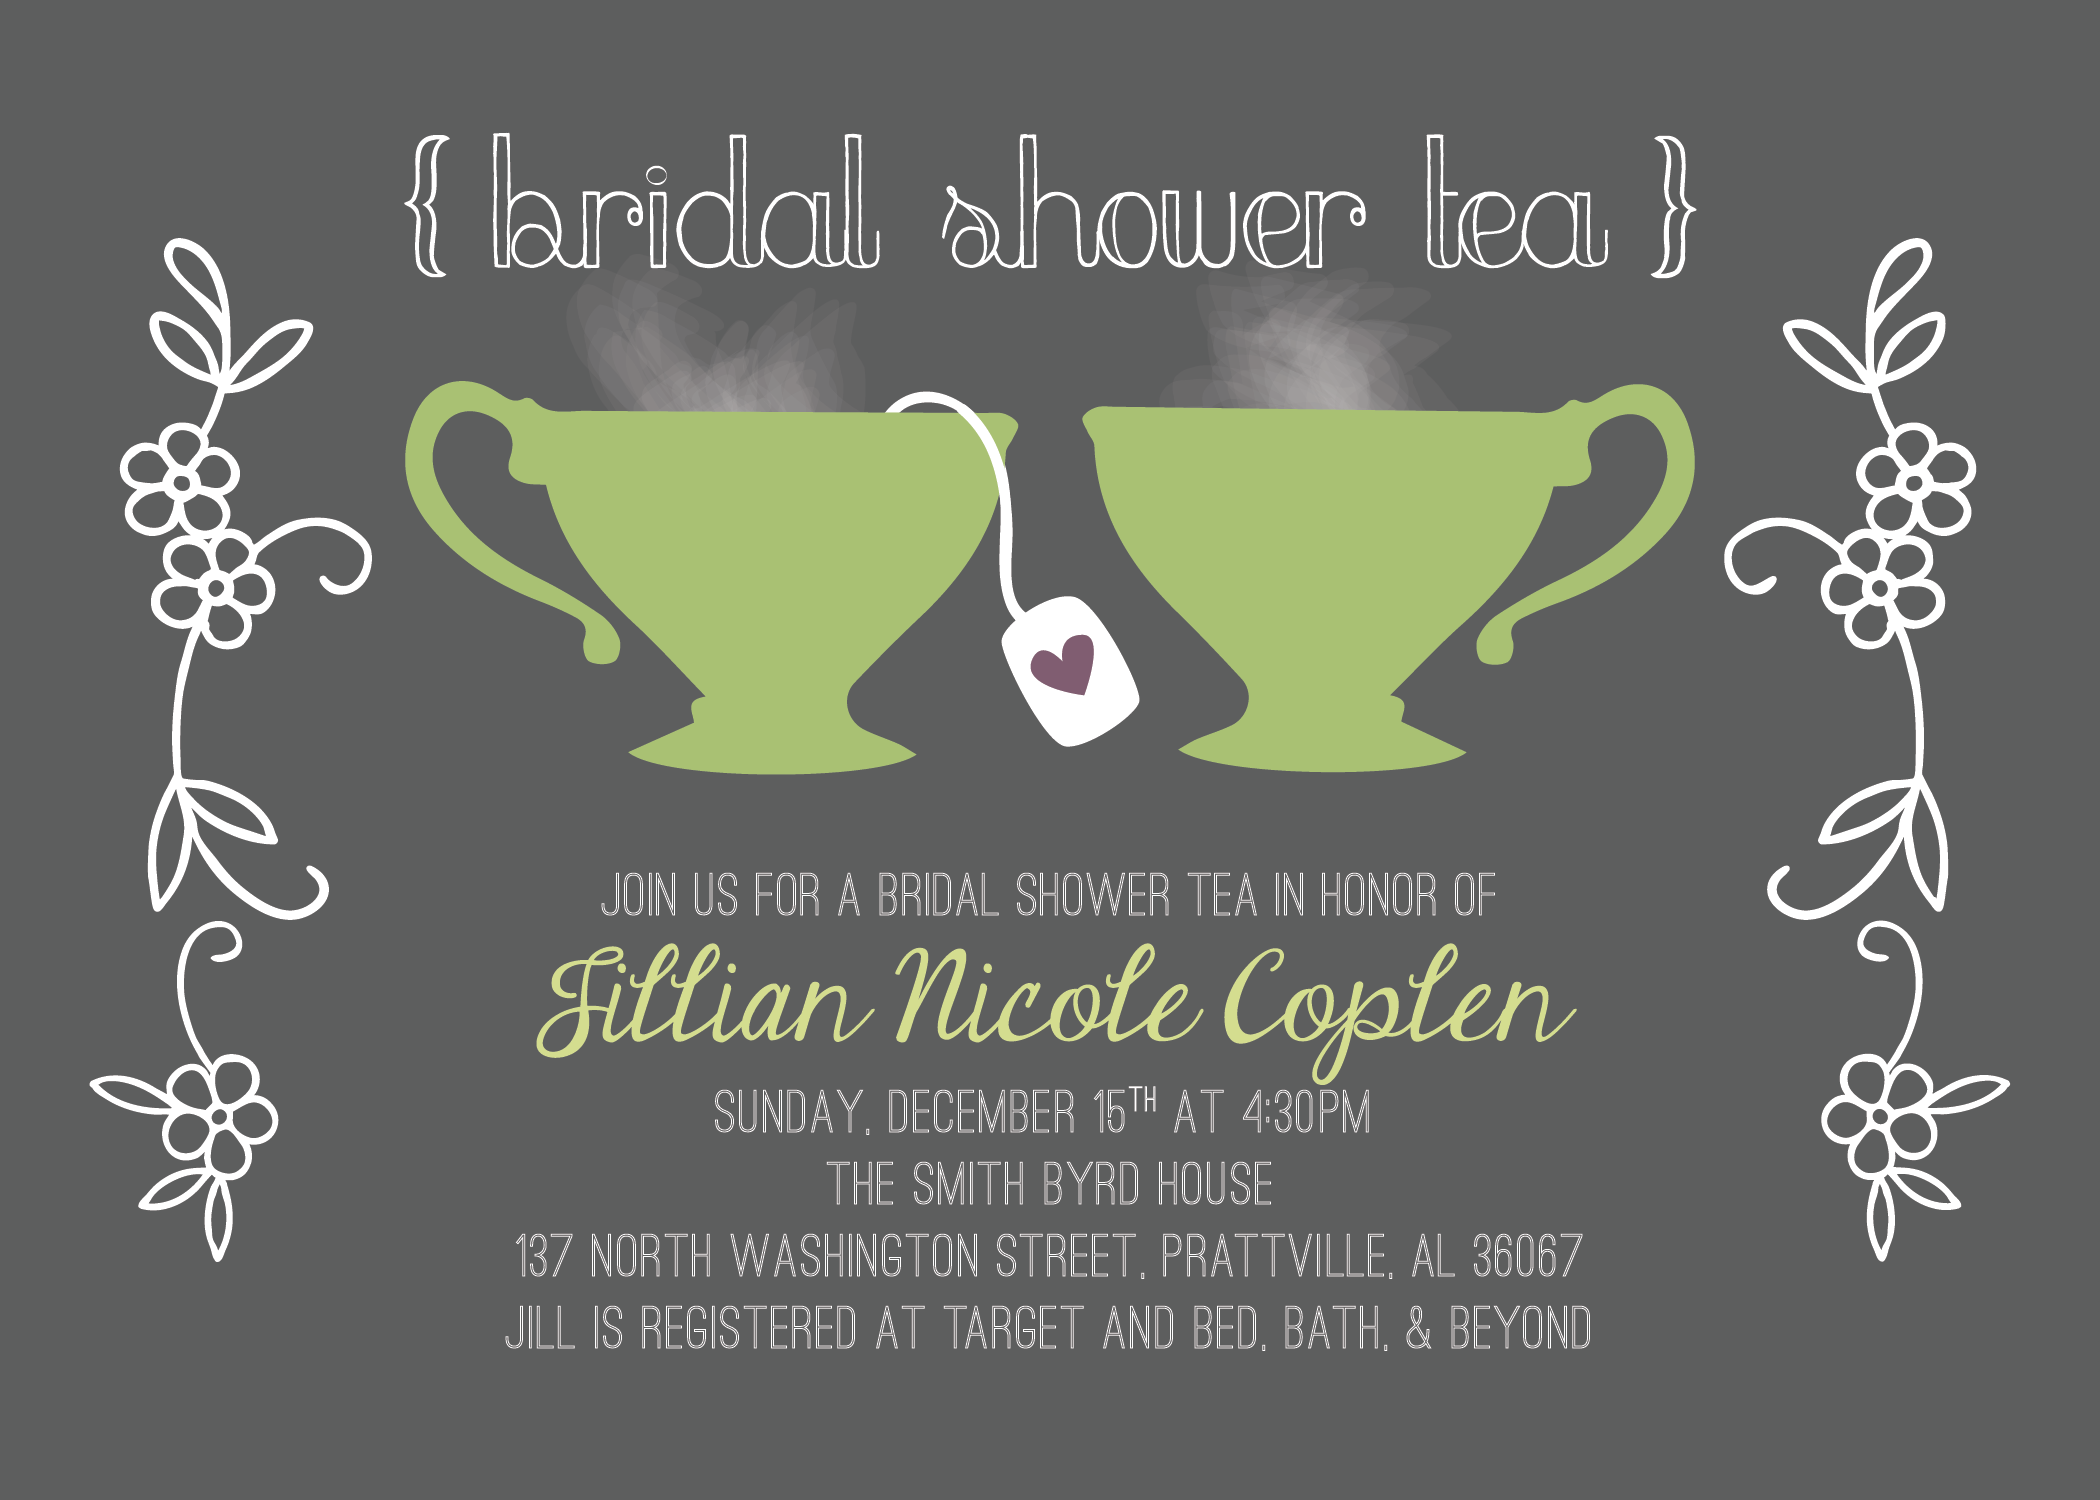 { bridal shower tea }
JOIN US FOR A BRIDAL SHOWER TEA IN HONOR OF
Jillian Nicole Coplen
SUNDAY, DECEMBER 15TH AT 4:30PM
THE SMITH BYRD HOUSE
137 NORTH WASHINGTON STREET, PRATTVILLE, AL 36067
JILL IS REGISTERED AT TARGET AND BED, BATH, & BEYOND